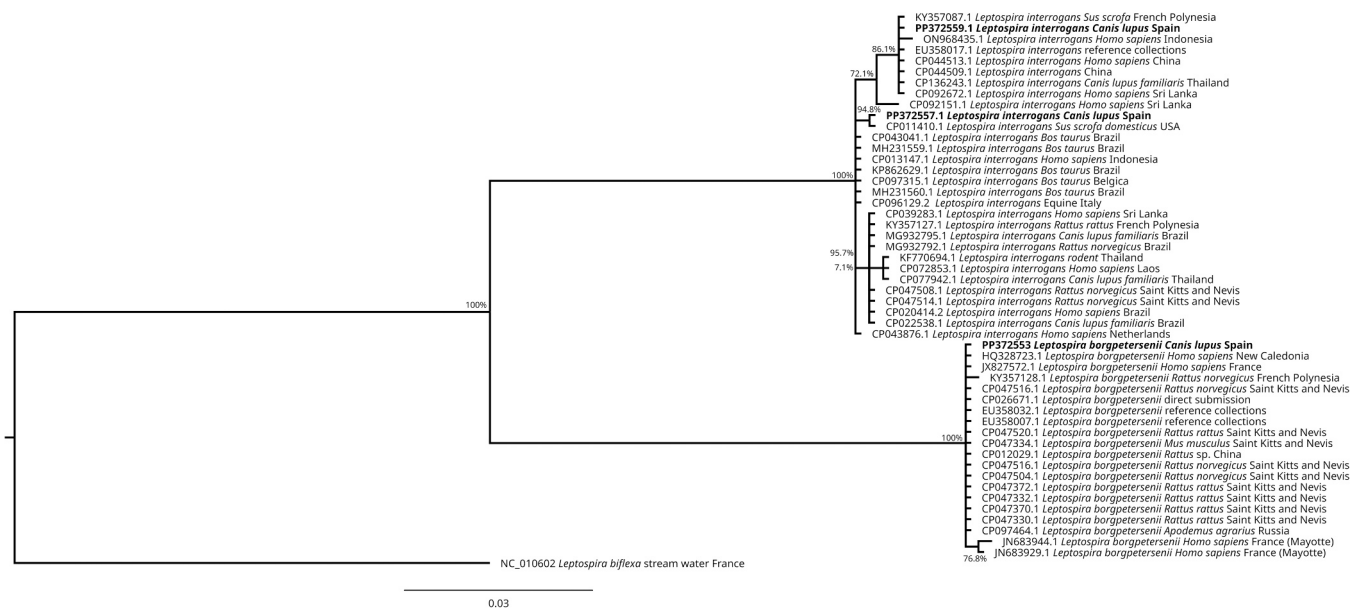 KY357087.1 Leptospira interrogans Sus scrofa French Polynesia
PP372559.1 Leptospira interrogans Canis lupus Spain
ON968435.1 Leptospira interrogans Homo sapiens Indonesia
86.1%
EU358017.1 Leptospira interrogans reference collections
CP044513.1 Leptospira interrogans Homo sapiens China
72.1%
CP044509.1 Leptospira interrogans China
CP136243.1 Leptospira interrogans Canis lupus familiaris Thailand
CP092672.1 Leptospira interrogans Homo sapiens Sri Lanka
CP092151.1 Leptospira interrogans Homo sapiens Sri Lanka
94.8%
PP372557.1 Leptospira interrogans Canis lupus Spain
CP011410.1 Leptospira interrogans Sus scrofa domesticus USA
CP043041.1 Leptospira interrogans Bos taurus Brazil
MH231559.1 Leptospira interrogans Bos taurus Brazil
CP013147.1 Leptospira interrogans Homo sapiens Indonesia
KP862629.1 Leptospira interrogans Bos taurus Brazil
100%
CP097315.1 Leptospira interrogans Bos taurus Belgica
MH231560.1 Leptospira interrogans Bos taurus Brazil
CP096129.2 Leptospira interrogans Equine Italy
CP039283.1 Leptospira interrogans Homo sapiens Sri Lanka
KY357127.1 Leptospira interrogans Rattus rattus French Polynesia
MG932795.1 Leptospira interrogans Canis lupus familiaris Brazil
MG932792.1 Leptospira interrogans Rattus norvegicus Brazil
95.7%
KF770694.1 Leptospira interrogans rodent Thailand
7.1%
CP072853.1 Leptospira interrogans Homo sapiens Laos
CP077942.1 Leptospira interrogans Canis lupus familiaris Thailand
CP047508.1 Leptospira interrogans Rattus norvegicus Saint Kitts and Nevis
CP047514.1 Leptospira interrogans Rattus norvegicus Saint Kitts and Nevis
100%
CP020414.2 Leptospira interrogans Homo sapiens Brazil
CP022538.1 Leptospira interrogans Canis lupus familiaris Brazil
CP043876.1 Leptospira interrogans Homo sapiens Netherlands
PP372553 Leptospira borgpetersenii Canis lupus Spain
HQ328723.1 Leptospira borgpetersenii Homo sapiens New Caledonia
JX827572.1 Leptospira borgpetersenii Homo sapiens France
KY357128.1 Leptospira borgpetersenii Rattus norvegicus French Polynesia
CP047516.1 Leptospira borgpetersenii Rattus norvegicus Saint Kitts and Nevis
CP026671.1 Leptospira borgpetersenii direct submission
EU358032.1 Leptospira borgpetersenii reference collections
EU358007.1 Leptospira borgpetersenii reference collections
CP047520.1 Leptospira borgpetersenii Rattus rattus Saint Kitts and Nevis
100%
CP047334.1 Leptospira borgpetersenii Mus musculus Saint Kitts and Nevis
CP012029.1 Leptospira borgpetersenii Rattus sp. China
CP047516.1 Leptospira borgpetersenii Rattus norvegicus Saint Kitts and Nevis
CP047504.1 Leptospira borgpetersenii Rattus norvegicus Saint Kitts and Nevis
CP047372.1 Leptospira borgpetersenii Rattus rattus Saint Kitts and Nevis
CP047332.1 Leptospira borgpetersenii Rattus rattus Saint Kitts and Nevis
CP047370.1 Leptospira borgpetersenii Rattus rattus Saint Kitts and Nevis
CP047330.1 Leptospira borgpetersenii Rattus rattus Saint Kitts and Nevis
CP097464.1 Leptospira borgpetersenii Apodemus agrarius Russia
JN683944.1 Leptospira borgpetersenii Homo sapiens France (Mayotte)
JN683929.1 Leptospira borgpetersenii Homo sapiens France (Mayotte)
76.8%
NC_010602 Leptospira biflexa stream water France
0.03